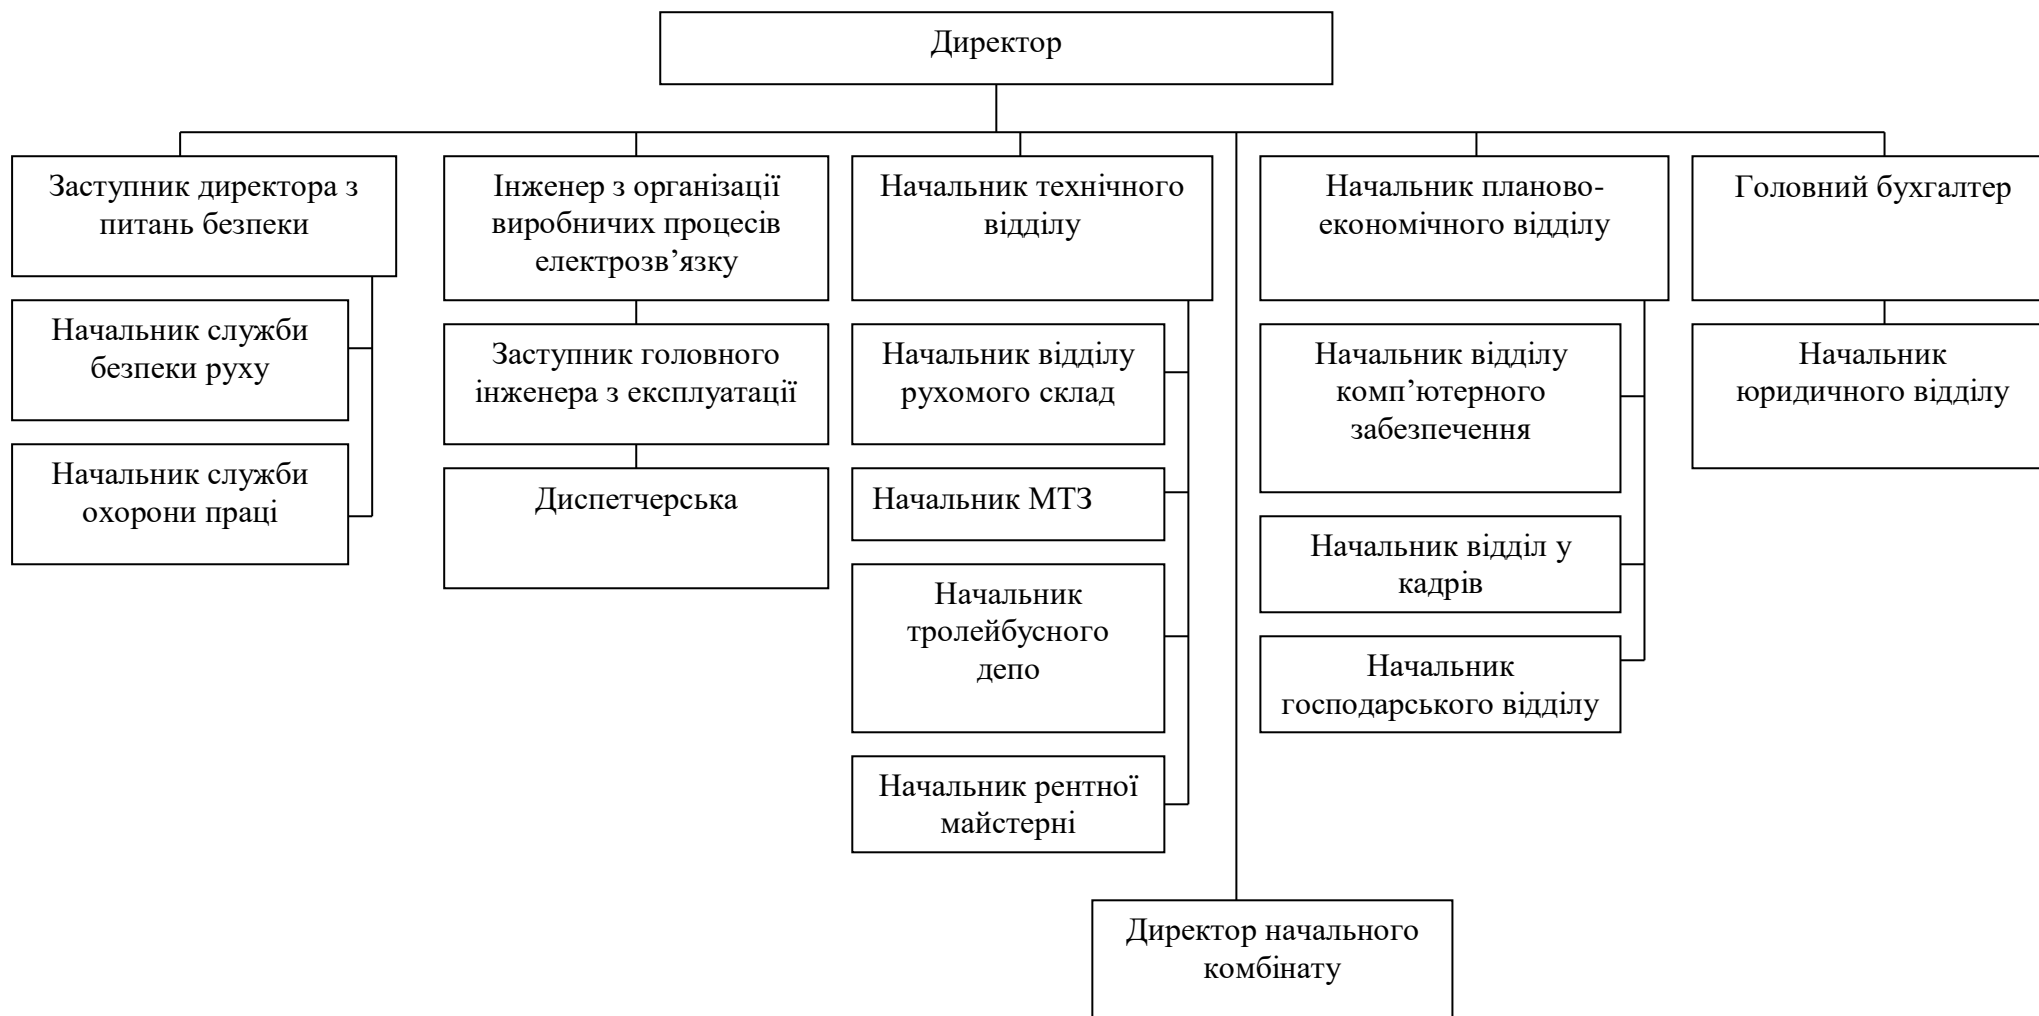 Директор
Заступник директора з
питань безпеки
Начальник служби
безпеки руху
Начальник служби
охорони праці
Інженер з організації
виробничих процесів
електрозв’язку
Заступник головного
інженера з експлуатації
Диспетчерська
Начальник технічного
відділу
Начальник відділу
рухомого склад
Начальник МТЗ
Начальник
тролейбусного
депо
Начальник рентної
майстерні
Начальник планово-
економічного відділу
Начальник відділу
комп’ютерного
забезпечення
Начальник відділ у
кадрів
Начальник
господарського відділу
Головний бухгалтер
Начальник
юридичного відділу
Директор начального
комбінату